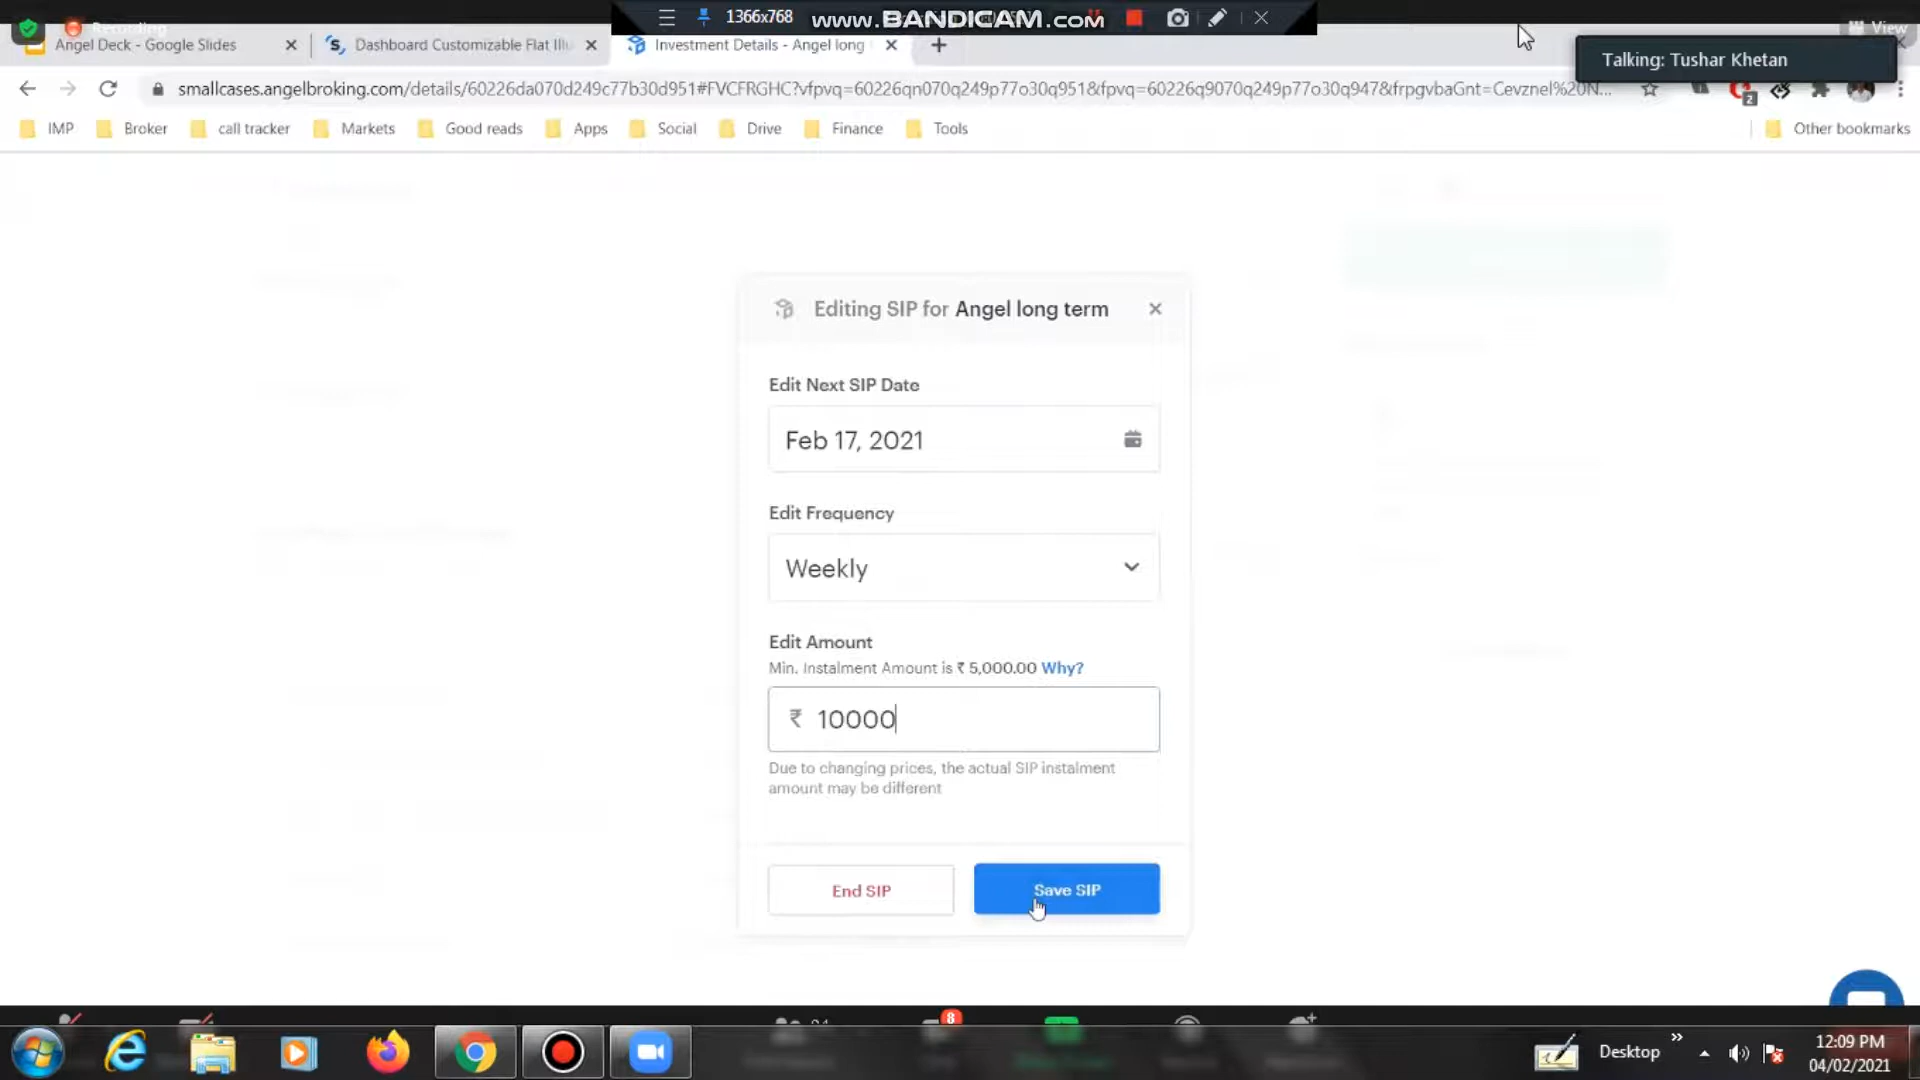 1366x768
www.BANDICAM.com
Recording
View
Angel Deck - Google Slides
Dashboard Customizable Flat Illu
Investment Details - Angel long
Talking: Tushar Khetan
smallcases.angelbroking.com/details/60226da070d249c77b30d951#FVCFRGHC?vfpvq=60226qn070q249p77o30q951&fpvq=60226q9070q249p77o30q947&frpgvbaGnt=Cevznel%20N...
2
IMP
Broker
call tracker
Markets
Good reads
Apps
Social
Drive
Finance
Tools
Other bookmarks
Editing SIP for Angel long term
Edit Next SIP Date
Feb 17, 2021
Edit Frequency
Weekly
Edit Amount
Min. Instalment Amount is ₹ 5,000.00 Why?
₹ 10000
Due to changing prices, the actual SIP instalment
amount may be different
End SIP
Save SIP
8
Desktop
12:09 PM
04/02/2021